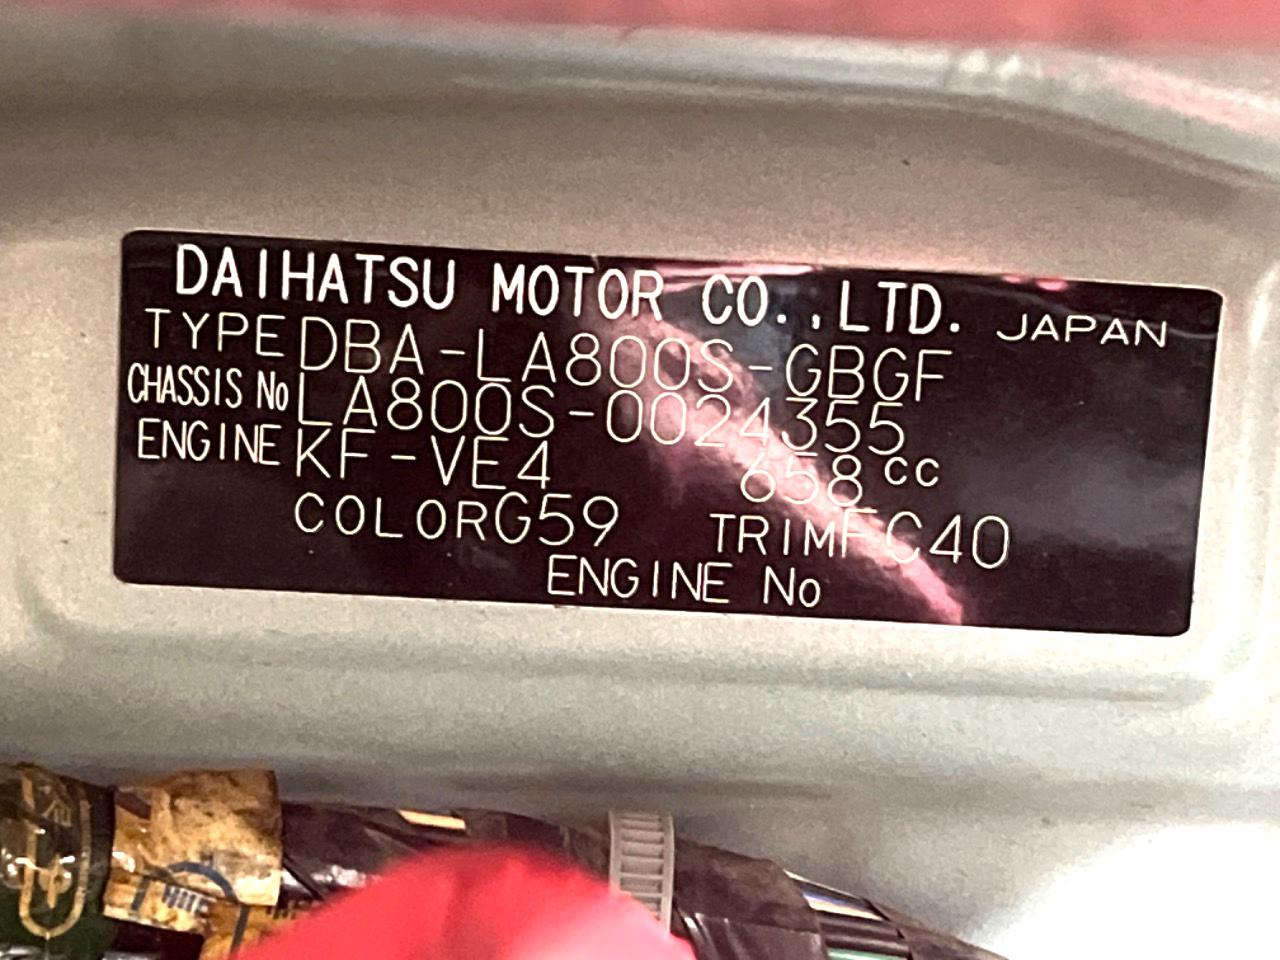 DAIHATSU MOTOR CO.,LTD. JAPAN
TYPE DBA-LA800S-GBGF
CHASSIS No LA800S-0024355
ENGINE KF-VE4 658cc
COLOR G59 TRIM FC40
ENGINE No